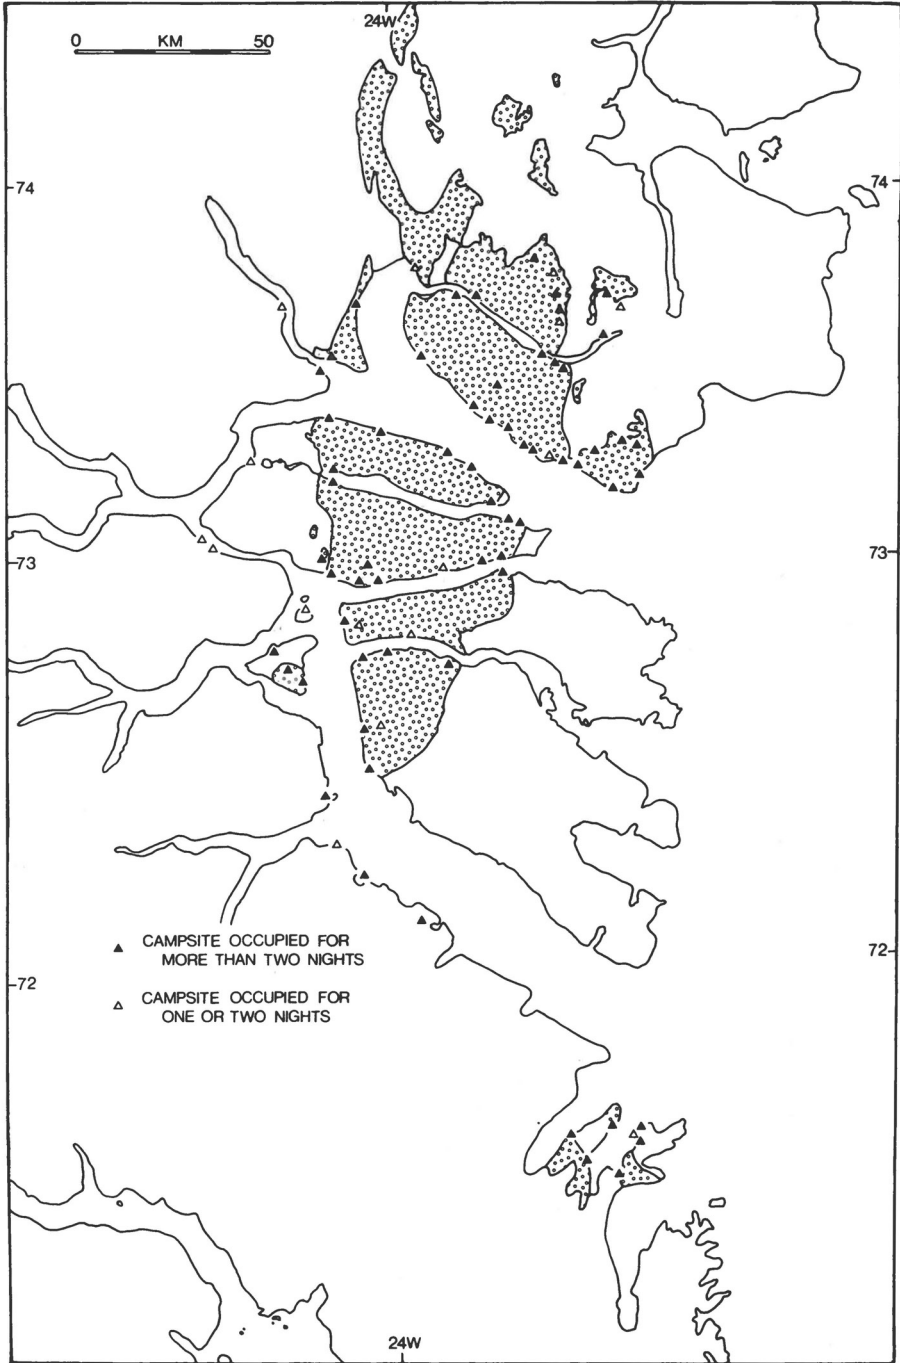 24W
0 KM 50
74 74
73 73
CAMPSITE OCCUPIED FOR
MORE THAN TWO NIGHTS
72
72
CAMPSITE OCCUPIED FOR
ONE OR TWO NIGHTS
24W